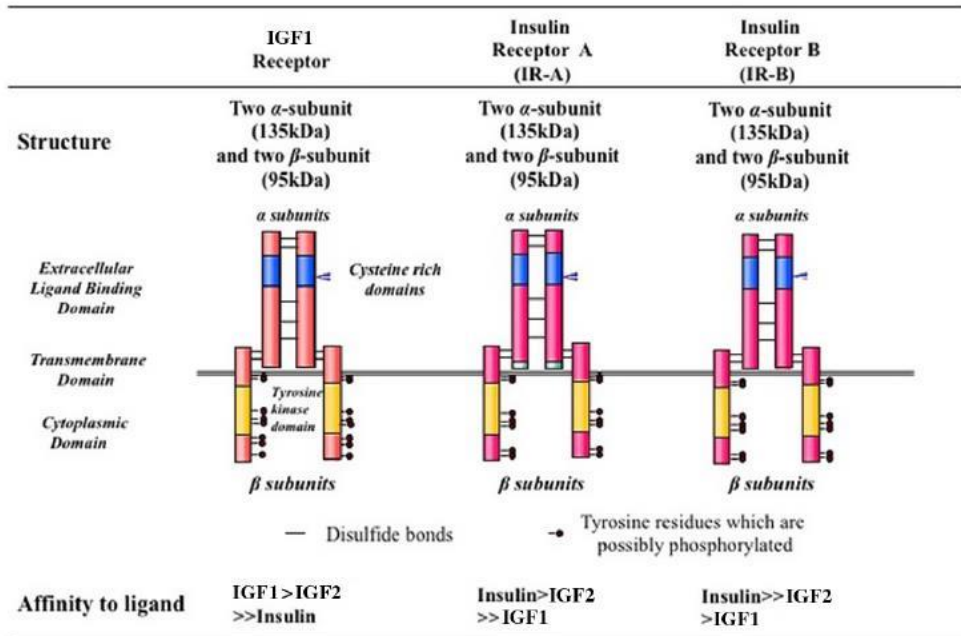 IGF1
Receptor
Insulin
Receptor A
(IR-A)
Insulin
Receptor B
(IR-B)
Structure
Two α-subunit
(135kDa)
and two β-subunit
(95kDa)
Two α-subunit
(135kDa)
and two β-subunit
(95kDa)
Two α-subunit
(135kDa)
and two β-subunit
(95kDa)
α subunits
α subunits
α subunits
Extracellular
Ligand Binding
Domain
Cysteine rich
domains
Transmembrane
Domain
Cytoplasmic
Domain
Tyrosine
kinase
domain
β subunits
β subunits
β subunits
Disulfide bonds
Tyrosine residues which are
possibly phosphorylated
Affinity to ligand
IGF1>IGF2
>>Insulin
Insulin>IGF2
>>IGF1
Insulin>>IGF2
>IGF1